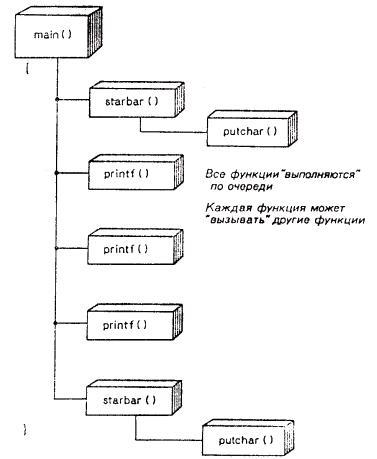 main()
{
starbar()
putchar()
printf()
Все функции "выполняются"
по очереди
Каждая функция может
"вызывать" другие функции
printf()
printf()
starbar()
}
putchar()